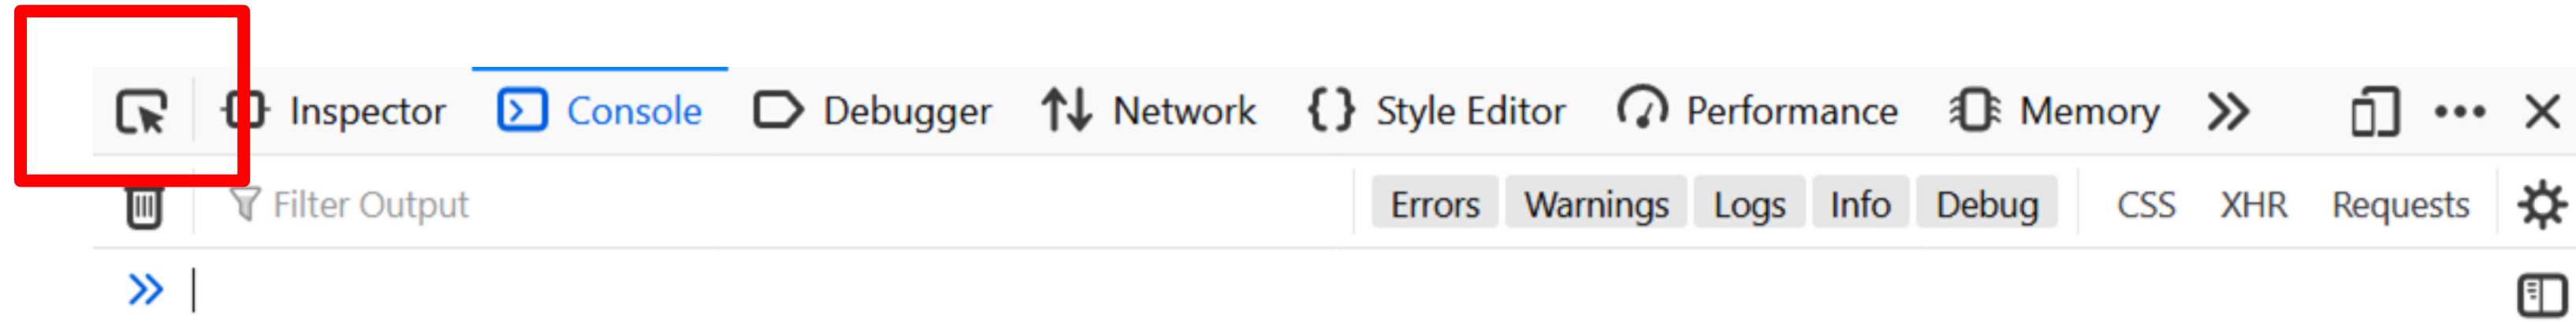 Inspector Console Debugger Network Style Editor Performance Memory
Filter Output Errors Warnings Logs Info Debug CSS XHR Requests